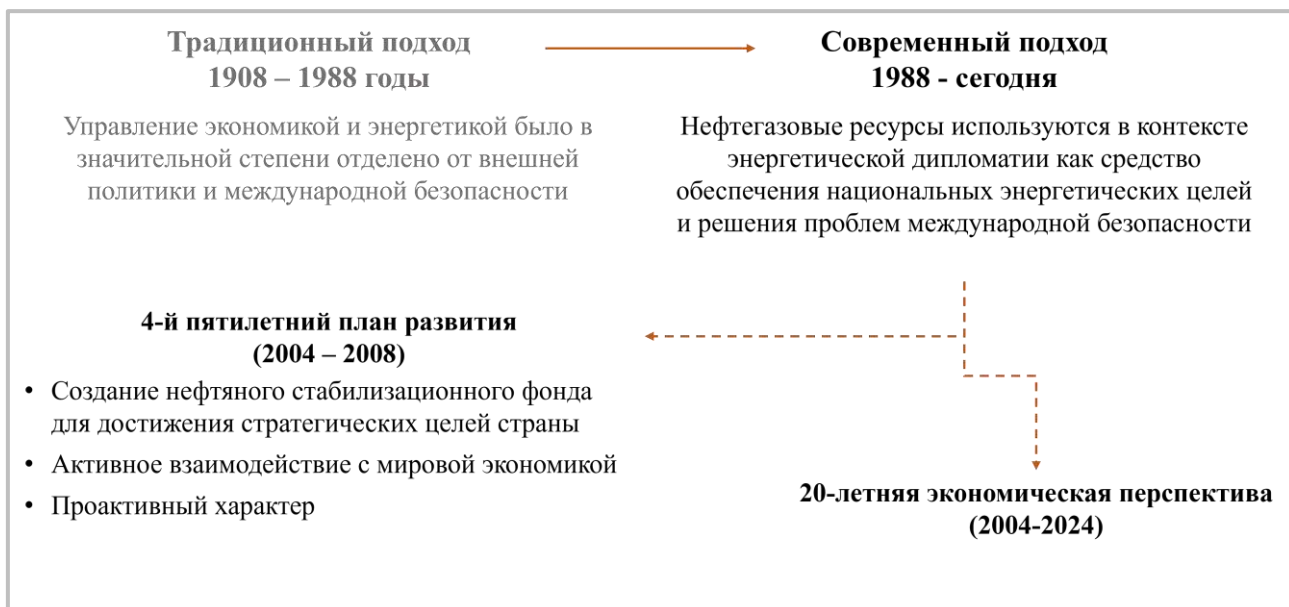 Традиционный подход
1908 – 1988 годы
Управление экономикой и энергетикой было в
значительной степени отделено от внешней
политики и международной безопасности
Современный подход
1988 - сегодня
Нефтегазовые ресурсы используются в контексте
энергетической дипломатии как средство
обеспечения национальных энергетических целей
и решения проблем международной безопасности
4-й пятилетний план развития
(2004 – 2008)
• Создание нефтяного стабилизационного фонда
для достижения стратегических целей страны
• Активное взаимодействие с мировой экономикой
• Проактивный характер
20-летняя экономическая перспектива
(2004-2024)